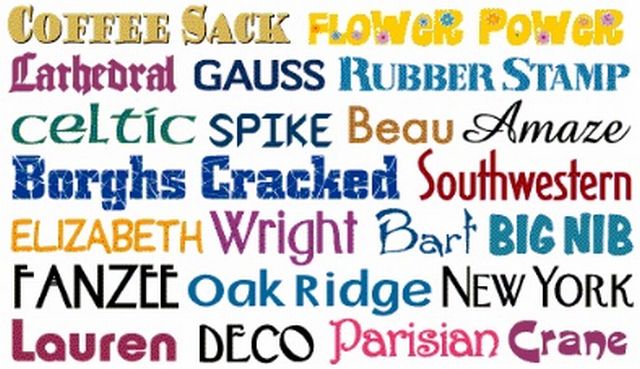 COFFEE SACK FLOWER POWER
Cathedral GAUSS RUBBER STAMP
celtic SPIKE Beau Amaze
Borghs Cracked Southwestern
ELIZABETH Wright Bart BIG NIB
FANZEE Oak Ridge NEW YORK
Lauren DECO Parisian Crane